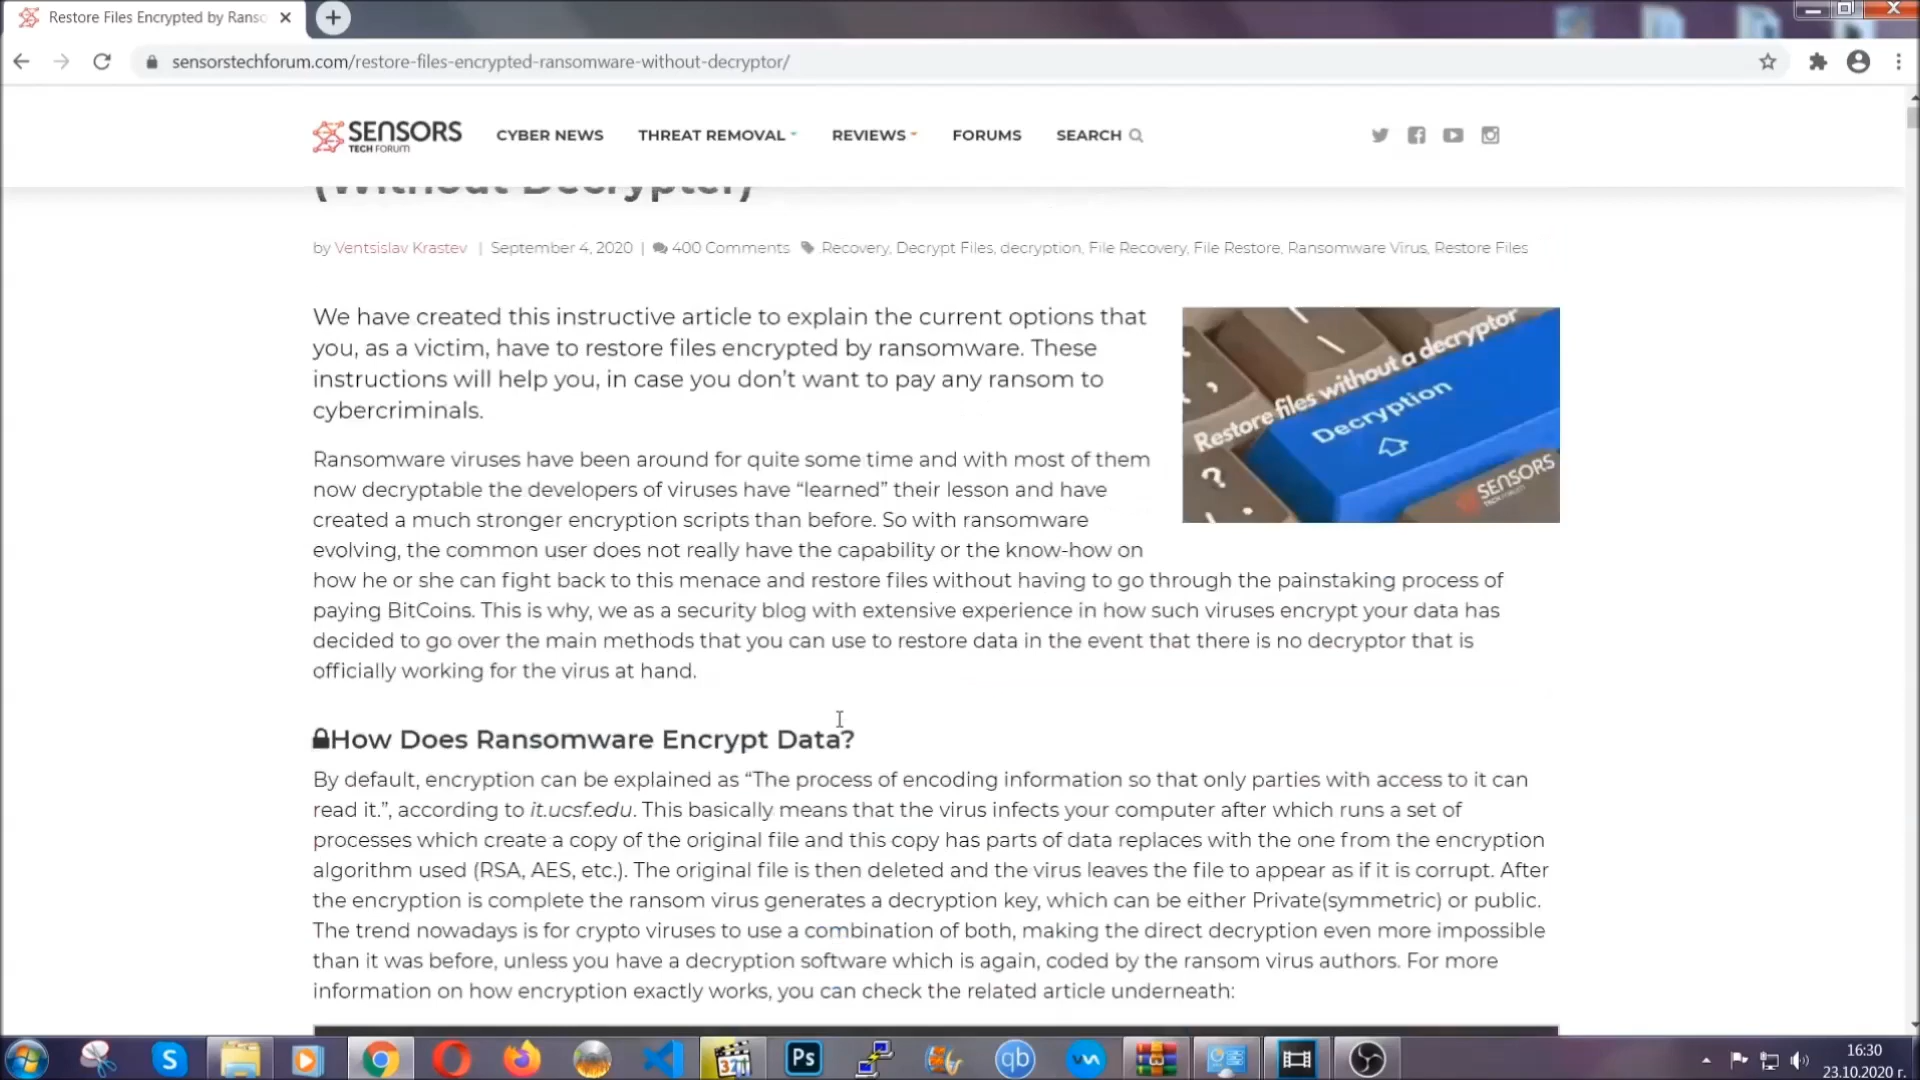 Restore Files Encrypted by Ranso
sensorstechforum.com/restore-files-encrypted-ransomware-without-decryptor/
SENSORS
TECH FORUM
CYBER NEWS THREAT REMOVAL REVIEWS FORUMS SEARCH
(Without Decrypter)
by Ventsislav Krastev | September 4, 2020 | 400 Comments Recovery, Decrypt Files, decryption, File Recovery, File Restore, Ransomware Virus, Restore Files
We have created this instructive article to explain the current options that
you, as a victim, have to restore files encrypted by ransomware. These
instructions will help you, in case you don’t want to pay any ransom to
cybercriminals.
Restore files without a decryptor
Decryption
SENSORS
Ransomware viruses have been around for quite some time and with most of them
now decryptable the developers of viruses have “learned” their lesson and have
created a much stronger encryption scripts than before. So with ransomware
evolving, the common user does not really have the capability or the know-how on
how he or she can fight back to this menace and restore files without having to go through the painstaking process of
paying BitCoins. This is why, we as a security blog with extensive experience in how such viruses encrypt your data has
decided to go over the main methods that you can use to restore data in the event that there is no decryptor that is
officially working for the virus at hand.
How Does Ransomware Encrypt Data?
By default, encryption can be explained as “The process of encoding information so that only parties with access to it can
read it.”, according to it.ucsf.edu. This basically means that the virus infects your computer after which runs a set of
processes which create a copy of the original file and this copy has parts of data replaces with the one from the encryption
algorithm used (RSA, AES, etc.). The original file is then deleted and the virus leaves the file to appear as if it is corrupt. After
the encryption is complete the ransom virus generates a decryption key, which can be either Private(symmetric) or public.
The trend nowadays is for crypto viruses to use a combination of both, making the direct decryption even more impossible
than it was before, unless you have a decryption software which is again, coded by the ransom virus authors. For more
information on how encryption exactly works, you can check the related article underneath:
S
321
Ps
qb
16:30
23.10.2020 г.